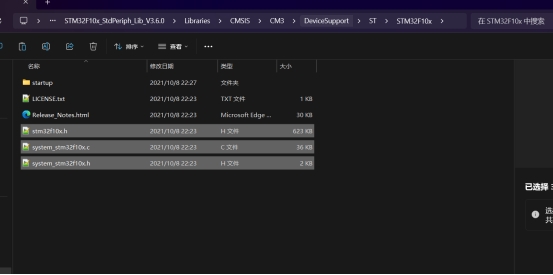 STM32F10x_StdPeriph_Lib_V3.6.0 > Libraries > CMSIS > CM3 > DeviceSupport > ST > STM32F10x > 在 STM32F10x 中搜索
排序 查看
名称 修改日期 类型 大小
startup 2021/10/8 22:27 文件夹
LICENSE.txt 2021/10/8 22:23 TXT 文件 1 KB
Release_Notes.html 2021/10/8 22:23 Microsoft Edge ... 30 KB
stm32f10x.h 2021/10/8 22:23 H 文件 623 KB
system_stm32f10x.c 2021/10/8 22:23 C 文件 36 KB
system_stm32f10x.h 2021/10/8 22:23 H 文件 2 KB
已选择
选
共